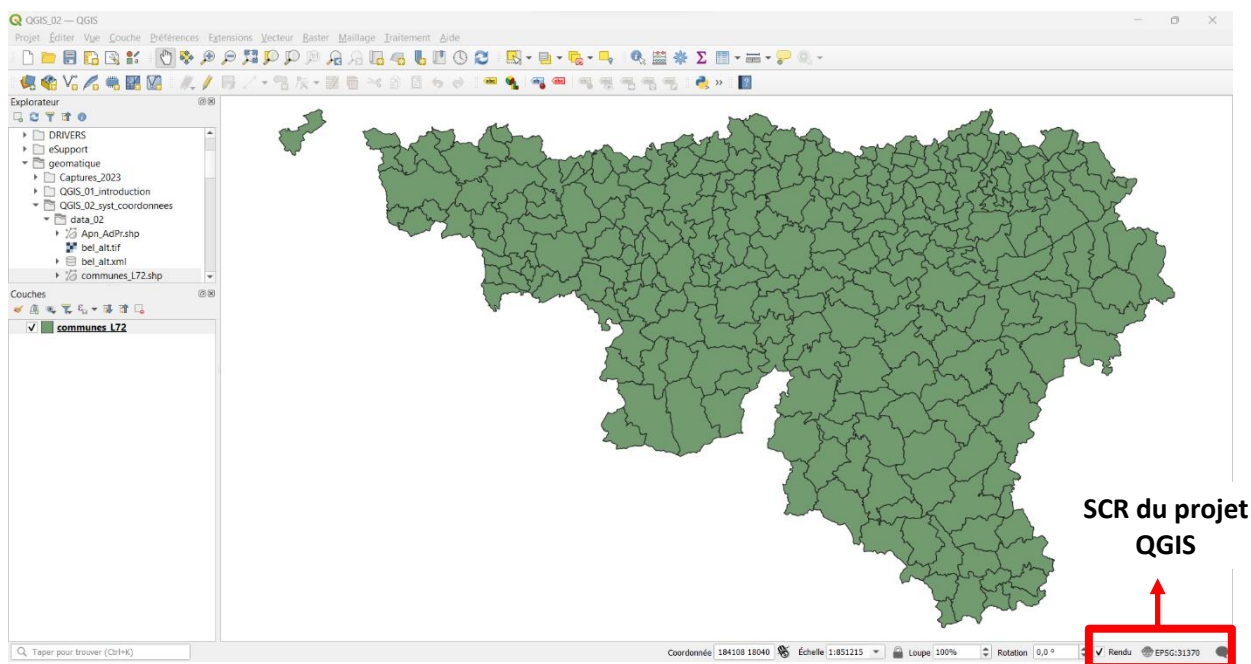 QGIS_02 — QGIS
Projet Éditer Vue Couche Préférences Extensions Vecteur Raster Maillage Traitement Aide
Explorateur
DRIVERS
eSupport
geomatique
Captures_2023
QGIS_01_introduction
QGIS_02_syst_coordonnees
data_02
Apn_AdPr.shp
bel_alt.tif
bel_alt.xml
communes_L72.shp
Couches
communes_L72
SCR du projet
QGIS
Taper pour trouver (Ctrl+K)
Coordonnée 184108 18040 Échelle 1:851215 Loupe 100% Rotation 0,0 ° Rendu EPSG:31370